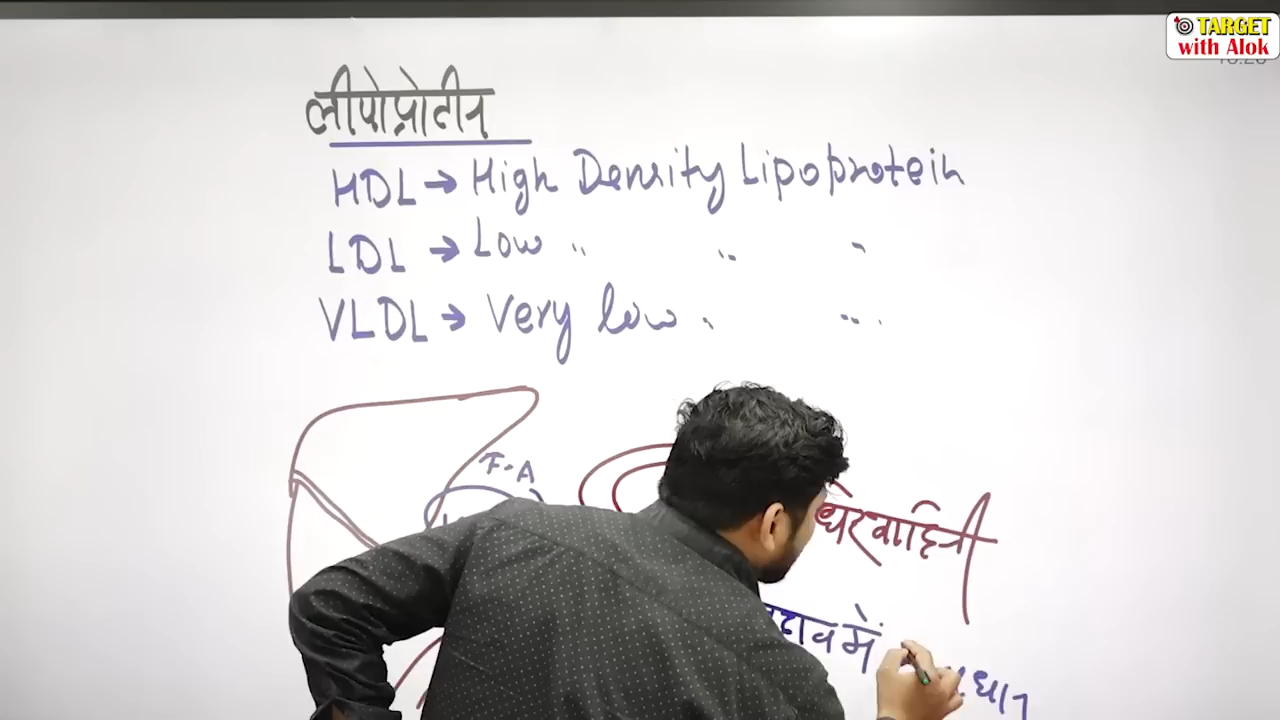 TARGET
with Alok
लीपोप्रोटीन
HDL → High Density Lipoprotein
LDL → Low " " "
VLDL → Very low " "
F.A
में